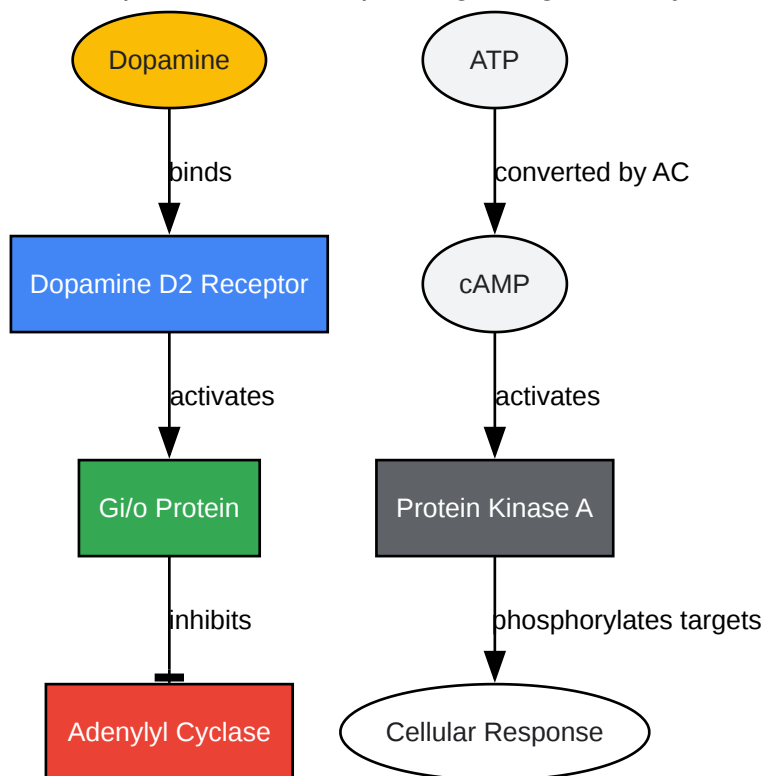 Dopamine
ATP
binds
converted by AC
Dopamine D2 Receptor
cAMP
activates
activates
Gi/o Protein
Protein Kinase A
inhibits
phosphorylates targets
Adenylyl Cyclase
Cellular Response